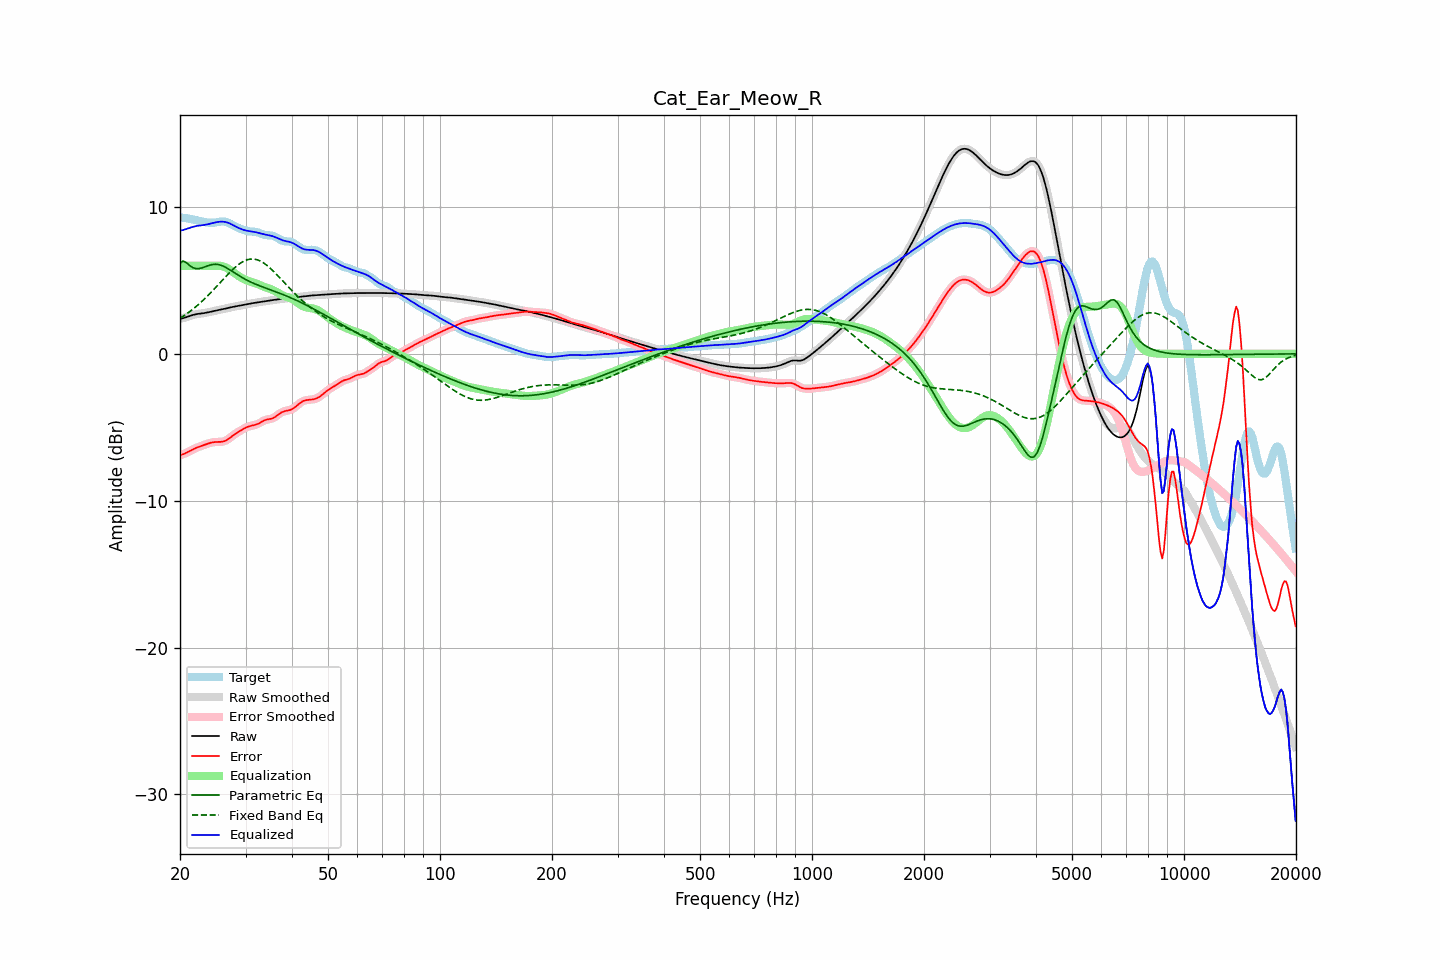 Cat_Ear_Meow_R
Amplitude (dBr)
10
0
−10
−20
−30
Target
Raw Smoothed
Error Smoothed
Raw
Error
Equalization
Parametric Eq
Fixed Band Eq
Equalized
20 50 100 200 500 1000 2000 5000 10000 20000
Frequency (Hz)